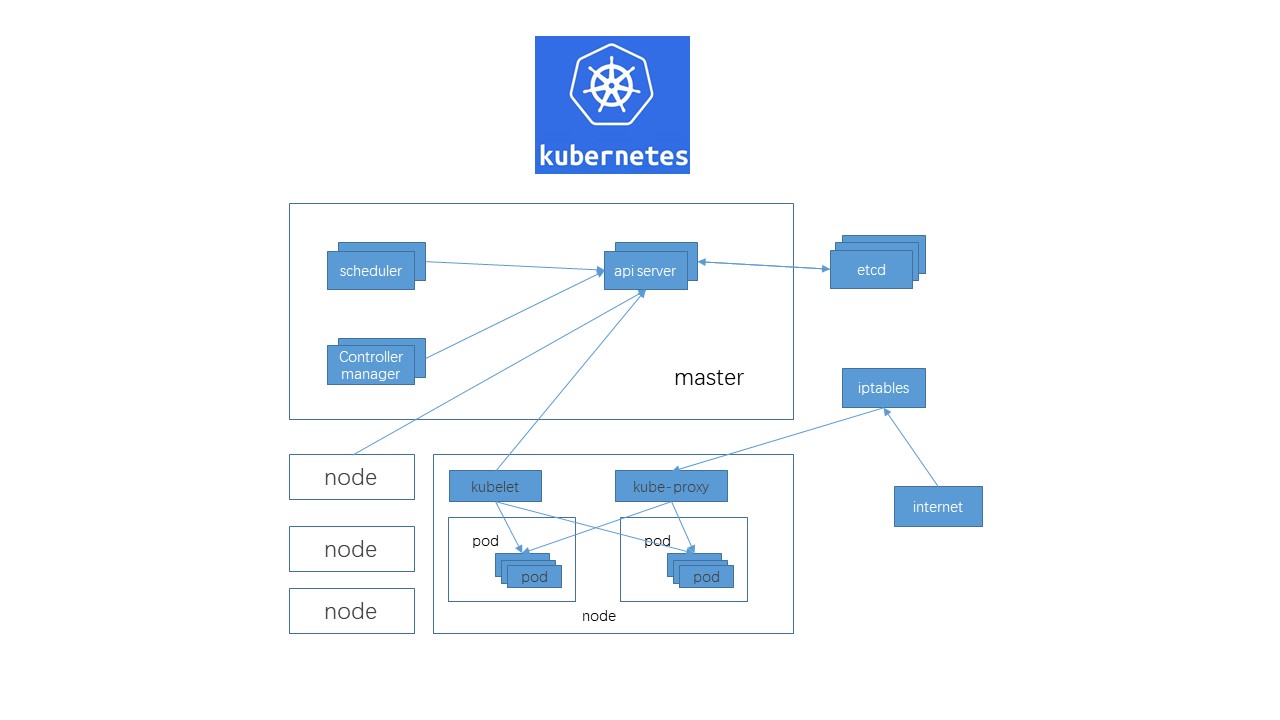 kubernetes
scheduler
api server
etcd
Controller
manager
master
iptables
node
kubelet
kube-proxy
internet
pod
pod
node
pod
pod
node
node